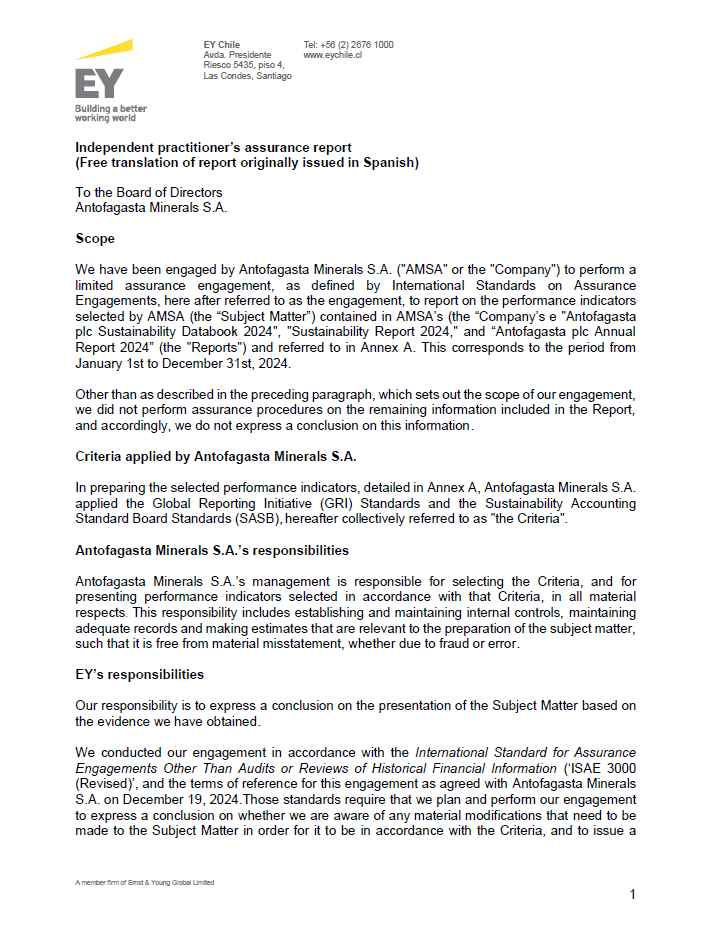 EY
Building a better
working world
EY Chile
Avda. Presidente
Riesco 5435, piso 4,
Las Condes, Santiago
Tel: +56 (2) 2676 1000
www.eychile.cl
Independent practitioner's assurance report
(Free translation of report originally issued in Spanish)
To the Board of Directors
Antofagasta Minerals S.A.
Scope
We have been engaged by Antofagasta Minerals S.A. ("AMSA" or the "Company") to perform a
limited assurance engagement, as defined by International Standards on Assurance
Engagements, here after referred to as the engagement, to report on the performance indicators
selected by AMSA (the “Subject Matter”) contained in AMSA's (the “Company's e "Antofagasta
plc Sustainability Databook 2024", "Sustainability Report 2024," and “Antofagasta plc Annual
Report 2024” (the "Reports") and referred to in Annex A. This corresponds to the period from
January 1st to December 31st, 2024.
Other than as described in the preceding paragraph, which sets out the scope of our engagement,
we did not perform assurance procedures on the remaining information included in the Report,
and accordingly, we do not express a conclusion on this information.
Criteria applied by Antofagasta Minerals S.A.
In preparing the selected performance indicators, detailed in Annex A, Antofagasta Minerals S.A.
applied the Global Reporting Initiative (GRI) Standards and the Sustainability Accounting
Standard Board Standards (SASB), hereafter collectively referred to as "the Criteria".
Antofagasta Minerals S.A.'s responsibilities
Antofagasta Minerals S.A.'s management is responsible for selecting the Criteria, and for
presenting performance indicators selected in accordance with that Criteria, in all material
respects. This responsibility includes establishing and maintaining internal controls, maintaining
adequate records and making estimates that are relevant to the preparation of the subject matter,
such that it is free from material misstatement, whether due to fraud or error.
EY's responsibilities
Our responsibility is to express a conclusion on the presentation of the Subject Matter based on
the evidence we have obtained.
We conducted our engagement in accordance with the International Standard for Assurance
Engagements Other Than Audits or Reviews of Historical Financial Information ('ISAE 3000
(Revised)', and the terms of reference for this engagement as agreed with Antofagasta Minerals
S.A. on December 19, 2024.Those standards require that we plan and perform our engagement
to express a conclusion on whether we are aware of any material modifications that need to be
made to the Subject Matter in order for it to be in accordance with the Criteria, and to issue a
A member firm of Ernst & Young Global Limited
1